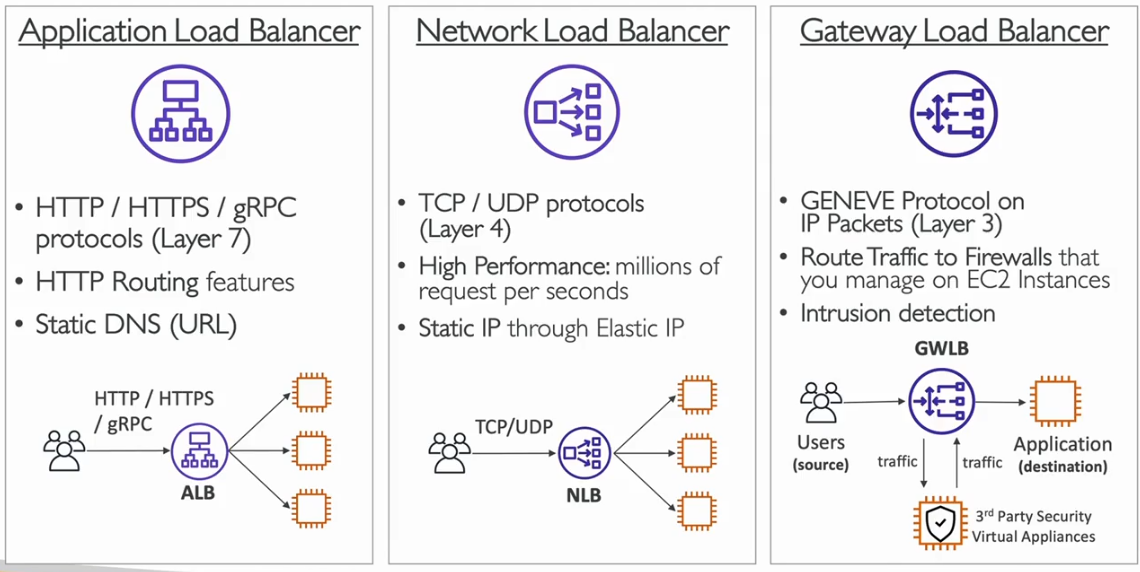 Application Load Balancer
• HTTP / HTTPS / gRPC
protocols (Layer 7)
• HTTP Routing features
• Static DNS (URL)
HTTP / HTTPS
/ gRPC
ALB
Network Load Balancer
• TCP / UDP protocols
(Layer 4)
• High Performance: millions of
request per seconds
• Static IP through Elastic IP
TCP/UDP
NLB
Gateway Load Balancer
• GENEVE Protocol on
IP Packets (Layer 3)
• Route Traffic to Firewalls that
you manage on EC2 Instances
• Intrusion detection
GWLB
Users
(source)
traffic
traffic
Application
(destination)
3rd Party Security
Virtual Appliances